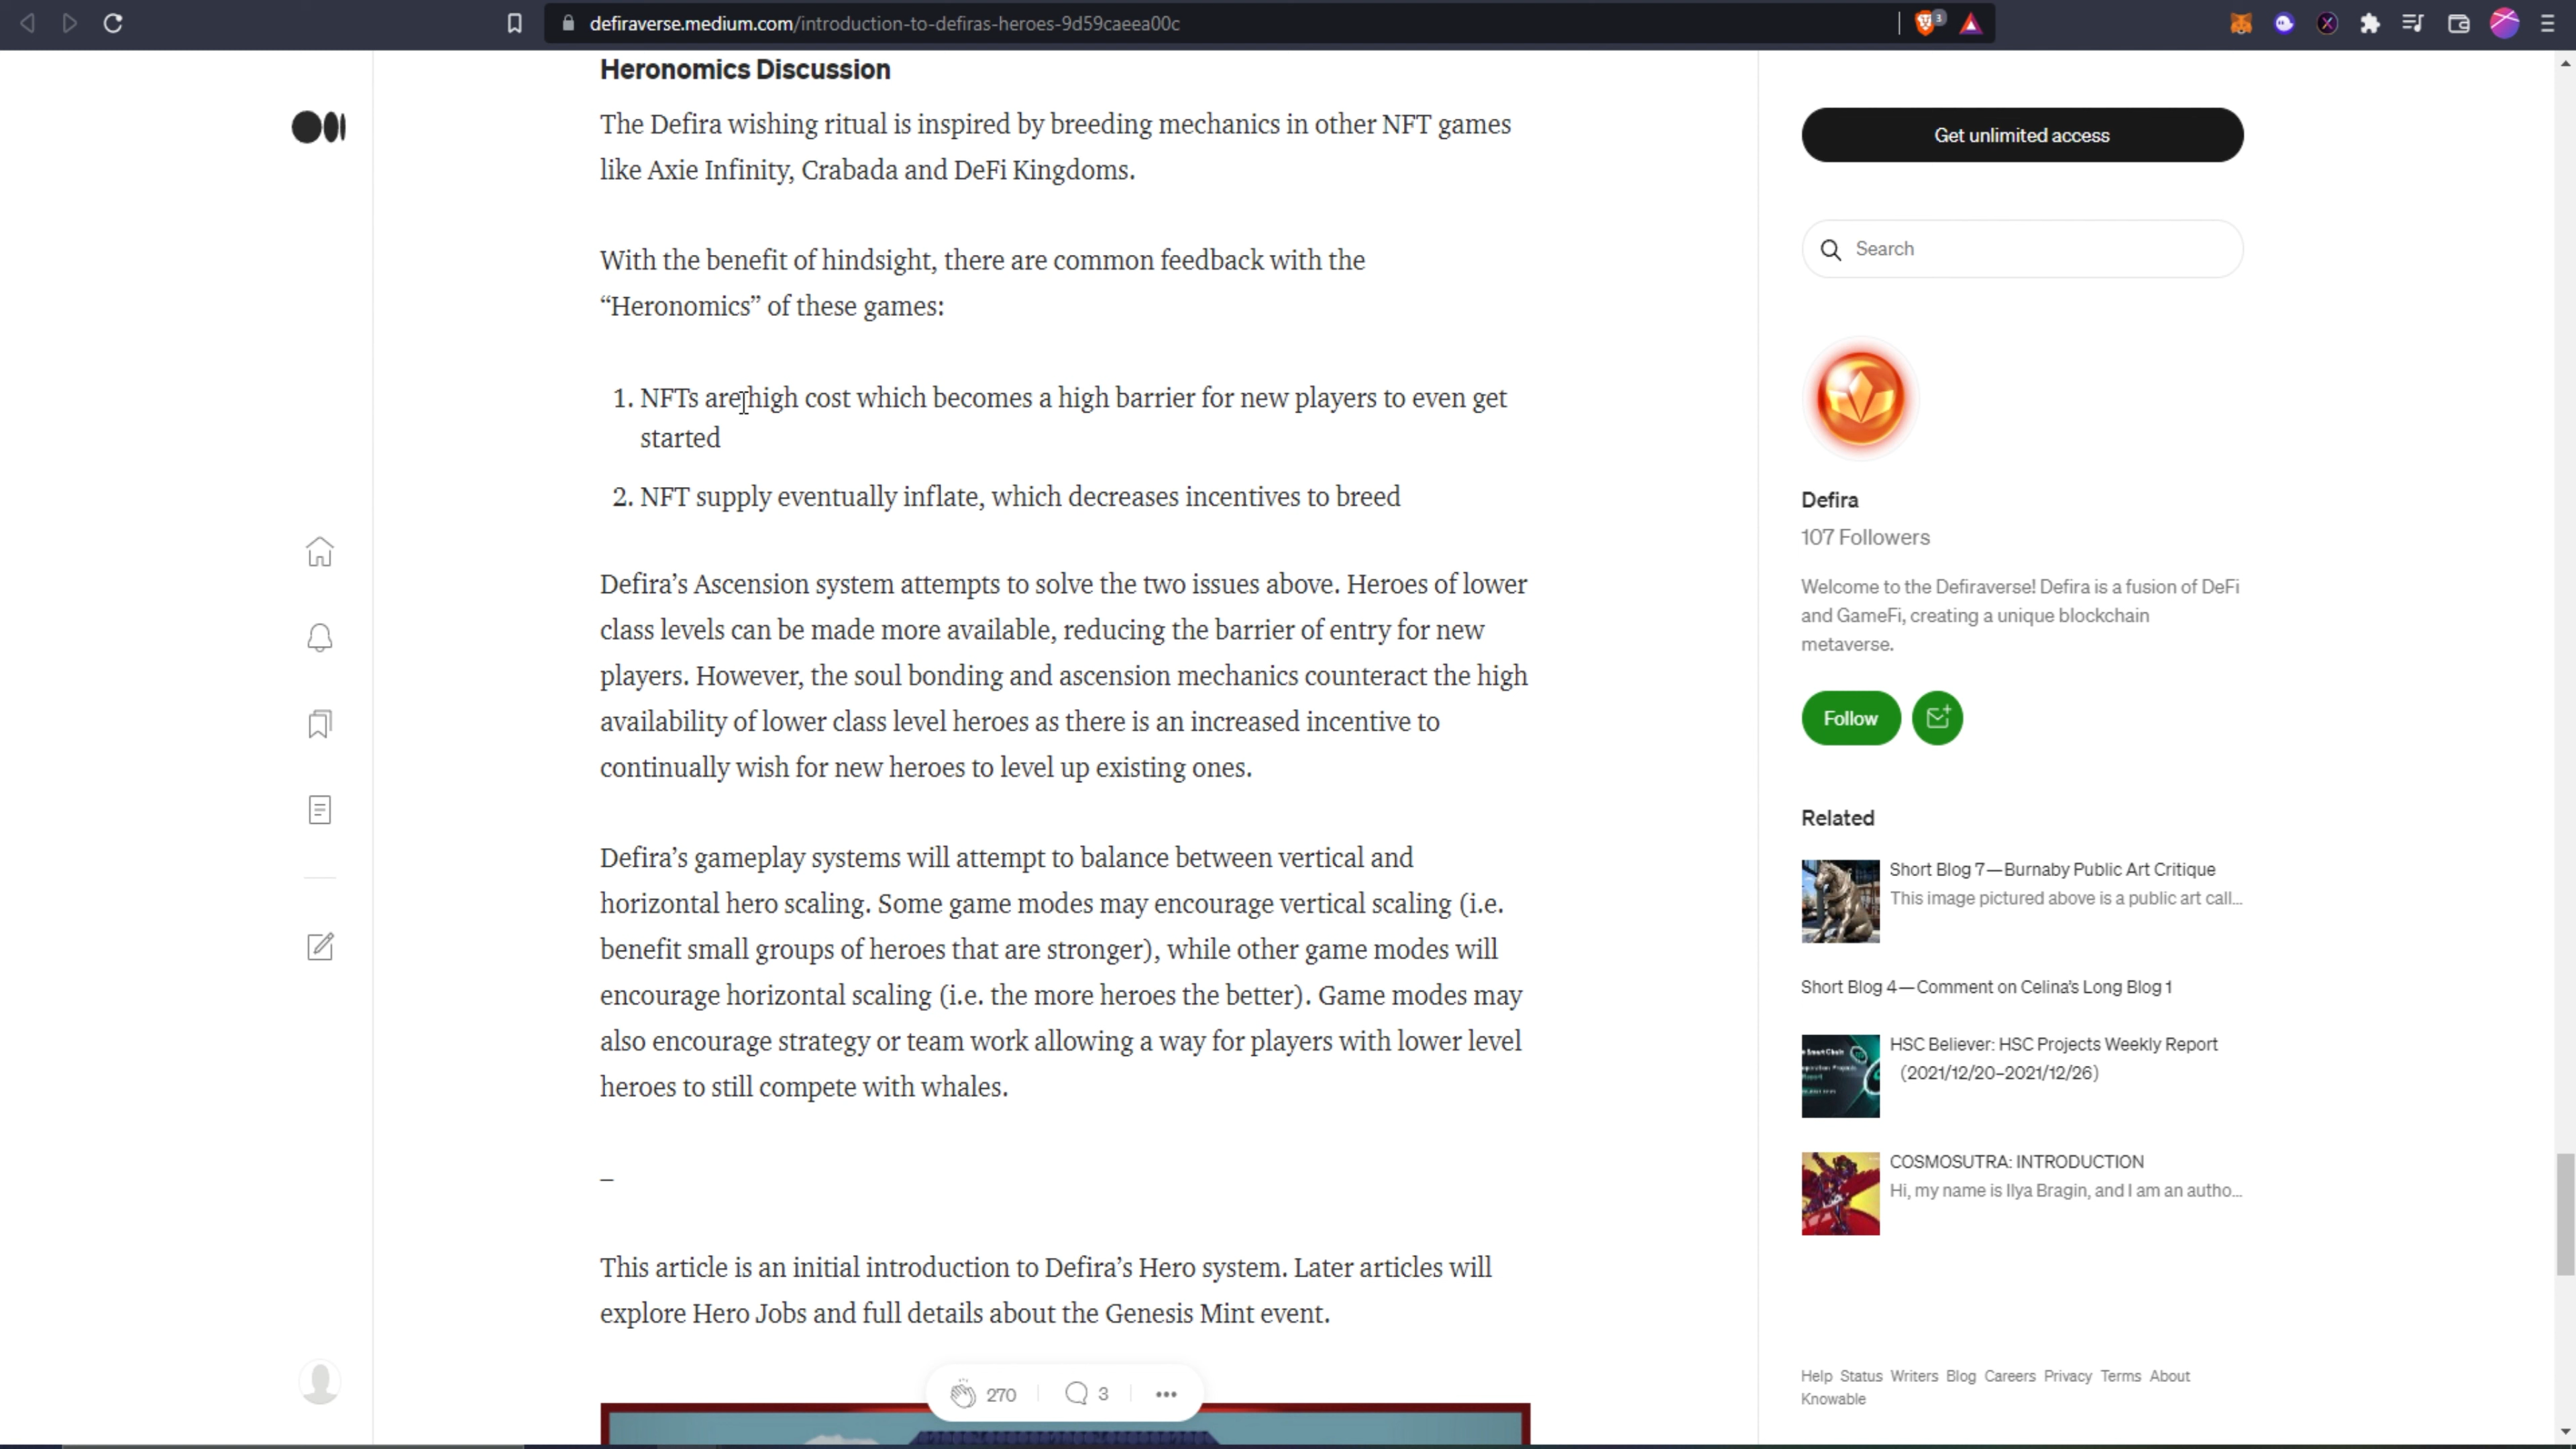 defiraverse.medium.com/introduction-to-defiras-heroes-9d59caeea00c
3
Heronomics Discussion
The Defira wishing ritual is inspired by breeding mechanics in other NFT games
like Axie Infinity, Crabada and DeFi Kingdoms.
With the benefit of hindsight, there are common feedback with the
“Heronomics” of these games:
1. NFTs are high cost which becomes a high barrier for new players to even get
started
2. NFT supply eventually inflate, which decreases incentives to breed
Defira’s Ascension system attempts to solve the two issues above. Heroes of lower
class levels can be made more available, reducing the barrier of entry for new
players. However, the soul bonding and ascension mechanics counteract the high
availability of lower class level heroes as there is an increased incentive to
continually wish for new heroes to level up existing ones.
Defira’s gameplay systems will attempt to balance between vertical and
horizontal hero scaling. Some game modes may encourage vertical scaling (i.e.
benefit small groups of heroes that are stronger), while other game modes will
encourage horizontal scaling (i.e. the more heroes the better). Game modes may
also encourage strategy or team work allowing a way for players with lower level
heroes to still compete with whales.
–
This article is an initial introduction to Defira’s Hero system. Later articles will
explore Hero Jobs and full details about the Genesis Mint event.
270
3
Get unlimited access
Search
Defira
107 Followers
Welcome to the Defiraverse! Defira is a fusion of DeFi
and GameFi, creating a unique blockchain
metaverse.
Follow
Related
Short Blog 7—Burnaby Public Art Critique
This image pictured above is a public art call...
Short Blog 4—Comment on Celina’s Long Blog 1
HSC Believer: HSC Projects Weekly Report
（2021/12/20–2021/12/26)
COSMOSUTRA: INTRODUCTION
Hi, my name is Ilya Bragin, and I am an autho...
Help Status Writers Blog Careers Privacy Terms About
Knowable